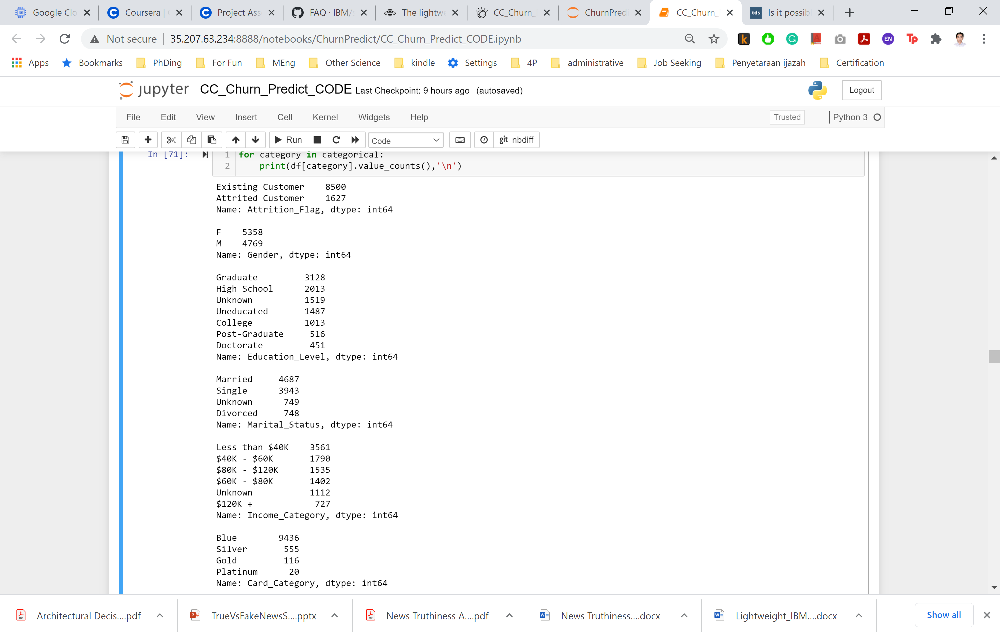 Google Clo
Coursera |
Project Ass
FAQ · IBM/
The lightwe
CC_Churn_
ChurnPredi
CC_Churn_
tds Is it possib
Not secure 35.207.63.234:8888/notebooks/ChurnPredict/CC_Churn_Predict_CODE.ipynb
k EN Tp
Apps Bookmarks PhDing For Fun MEng Other Science kindle Settings 4P administrative Job Seeking Penyetaraan ijazah Certification
jupyter CC_Churn_Predict_CODE Last Checkpoint: 9 hours ago (autosaved) Logout
File Edit View Insert Cell Kernel Widgets Help Trusted Python 3
Run Code git nbdiff
In [71]: 1 for category in categorical:
2 print(df[category].value_counts(),'\n')
Existing Customer 8500
Attrited Customer 1627
Name: Attrition_Flag, dtype: int64
F 5358
M 4769
Name: Gender, dtype: int64
Graduate 3128
High School 2013
Unknown 1519
Uneducated 1487
College 1013
Post-Graduate 516
Doctorate 451
Name: Education_Level, dtype: int64
Married 4687
Single 3943
Unknown 749
Divorced 748
Name: Marital_Status, dtype: int64
Less than $40K 3561
$40K - $60K 1790
$80K - $120K 1535
$60K - $80K 1402
Unknown 1112
$120K + 727
Name: Income_Category, dtype: int64
Blue 9436
Silver 555
Gold 116
Platinum 20
Name: Card_Category, dtype: int64
Architectural Decis....pdf TrueVsFakeNewsS....pptx News Truthiness A....pdf News Truthiness....docx Lightweight_IBM....docx Show all